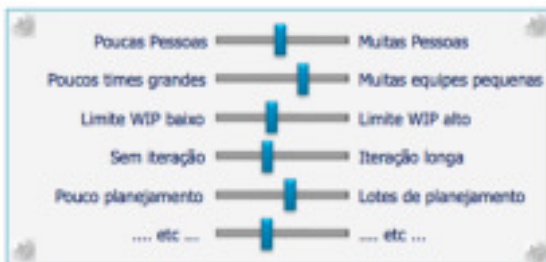 Poucas Pessoas Muitas Pessoas
Poucos times grandes Muitas equipes pequenas
Limite WIP baixo Limite WIP alto
Sem iteração Iteração longa
Pouco planejamento Lotes de planejamento
.... etc ... .... etc ...